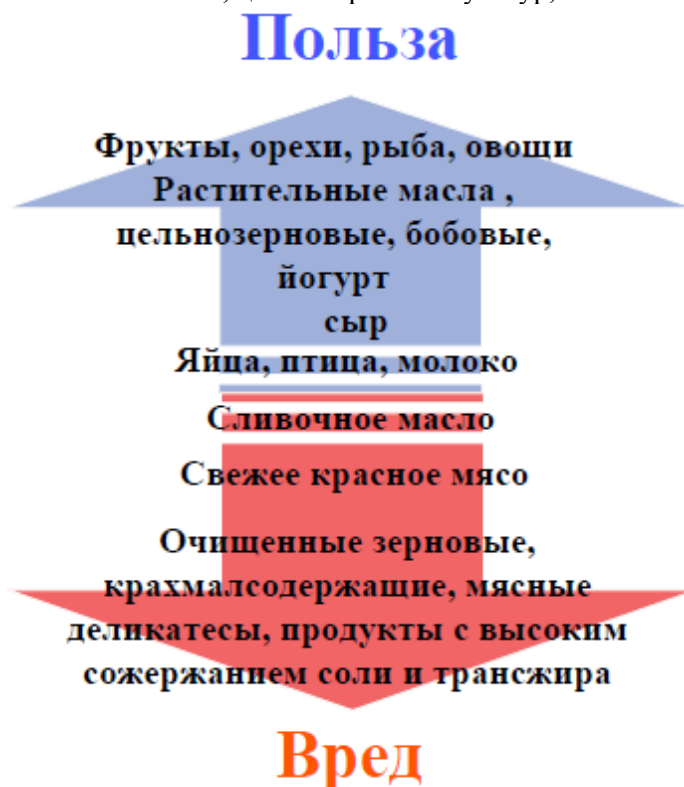 Польза
Фрукты, орехи, рыба, овощи
Растительные масла ,
цельнозерновые, бобовые,
йогурт
сыр
Яйца, птица, молоко
Сливочное масло
Свежее красное мясо
Очищенные зерновые,
крахмалсодержащие, мясные
деликатесы, продукты с высоким
сожержанием соли и трансжира
Вред